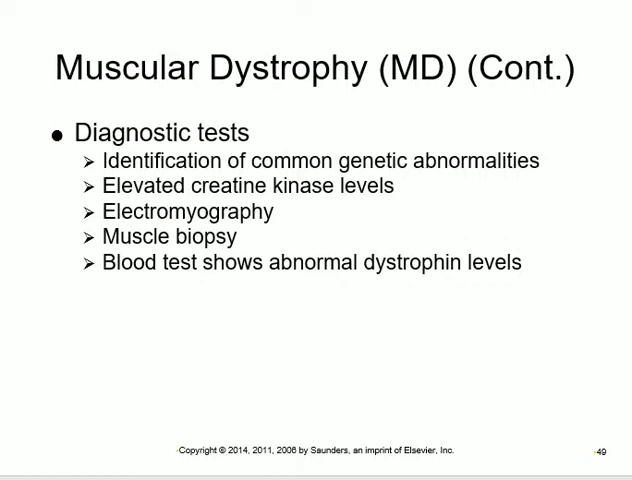 Muscular Dystrophy (MD) (Cont.)
● Diagnostic tests
➢ Identification of common genetic abnormalities
➢ Elevated creatine kinase levels
➢ Electromyography
➢ Muscle biopsy
➢ Blood test shows abnormal dystrophin levels
Copyright © 2014, 2011, 2006 by Saunders, an imprint of Elsevier, Inc.
49